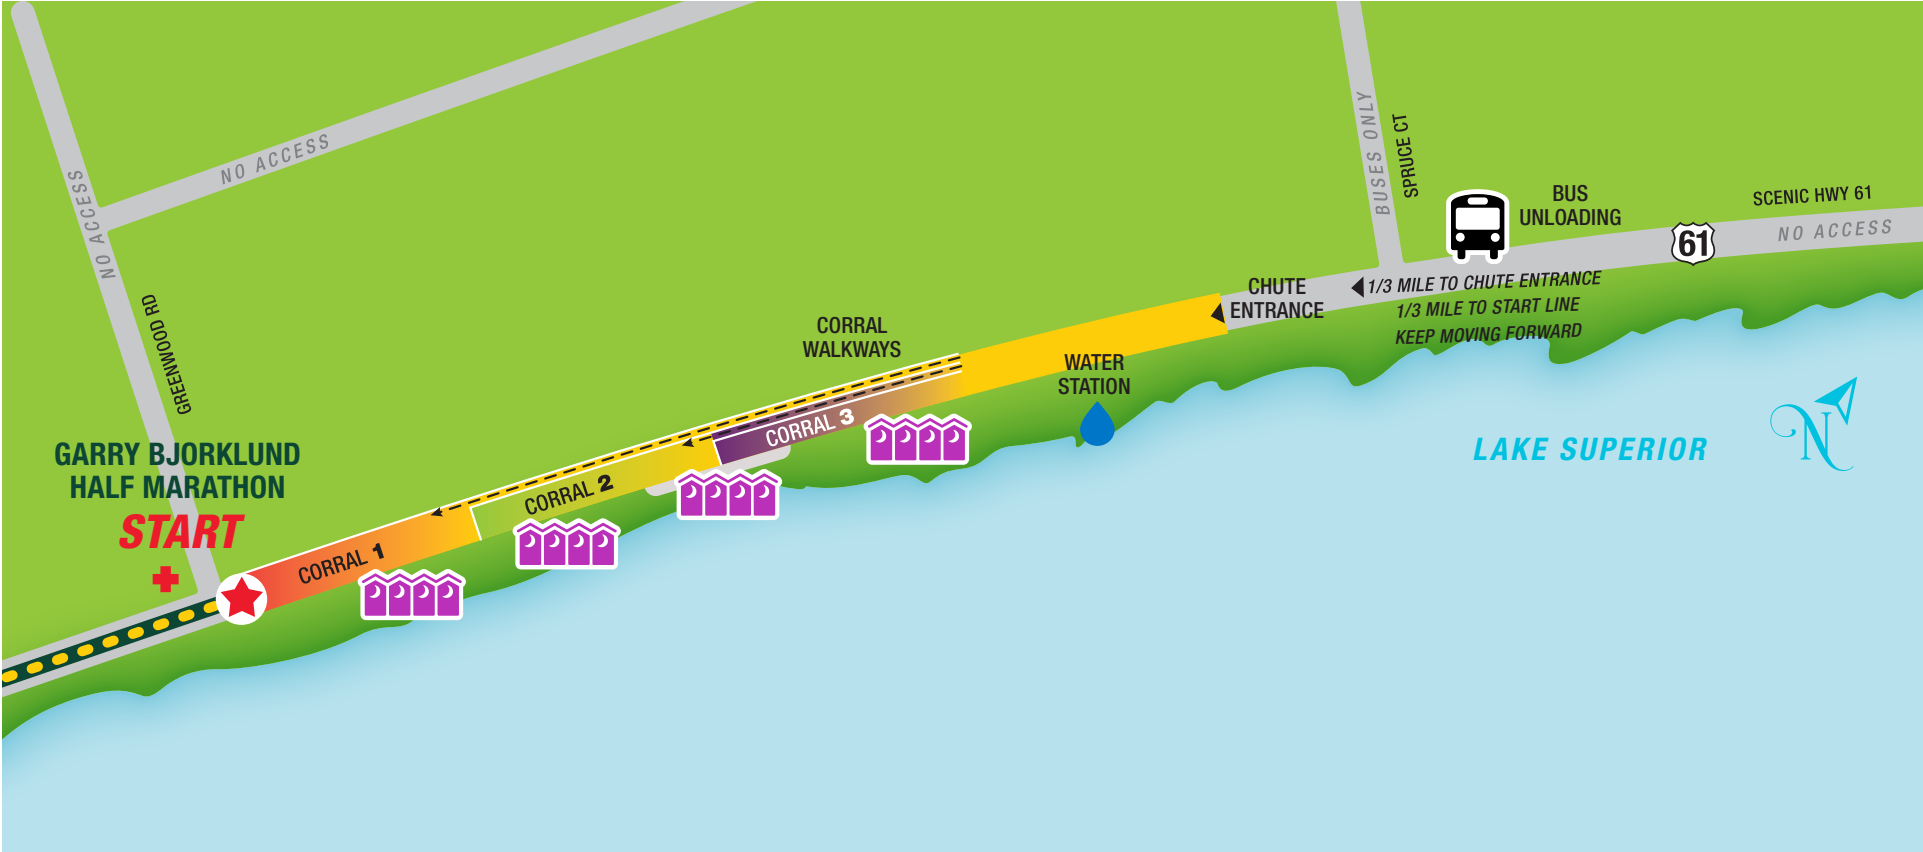 NO ACCESS
NO ACCESS
GREENWOOD RD
BUSES ONLY
SPRUCE CT
BUS
UNLOADING
SCENIC HWY 61
NO ACCESS
61
CHUTE
ENTRANCE
1/3 MILE TO CHUTE ENTRANCE
1/3 MILE TO START LINE
KEEP MOVING FORWARD
CORRAL
WALKWAYS
WATER
STATION
CORRAL 3
CORRAL 2
CORRAL 1
GARRY BJORKLUND
HALF MARATHON
START
LAKE SUPERIOR
N